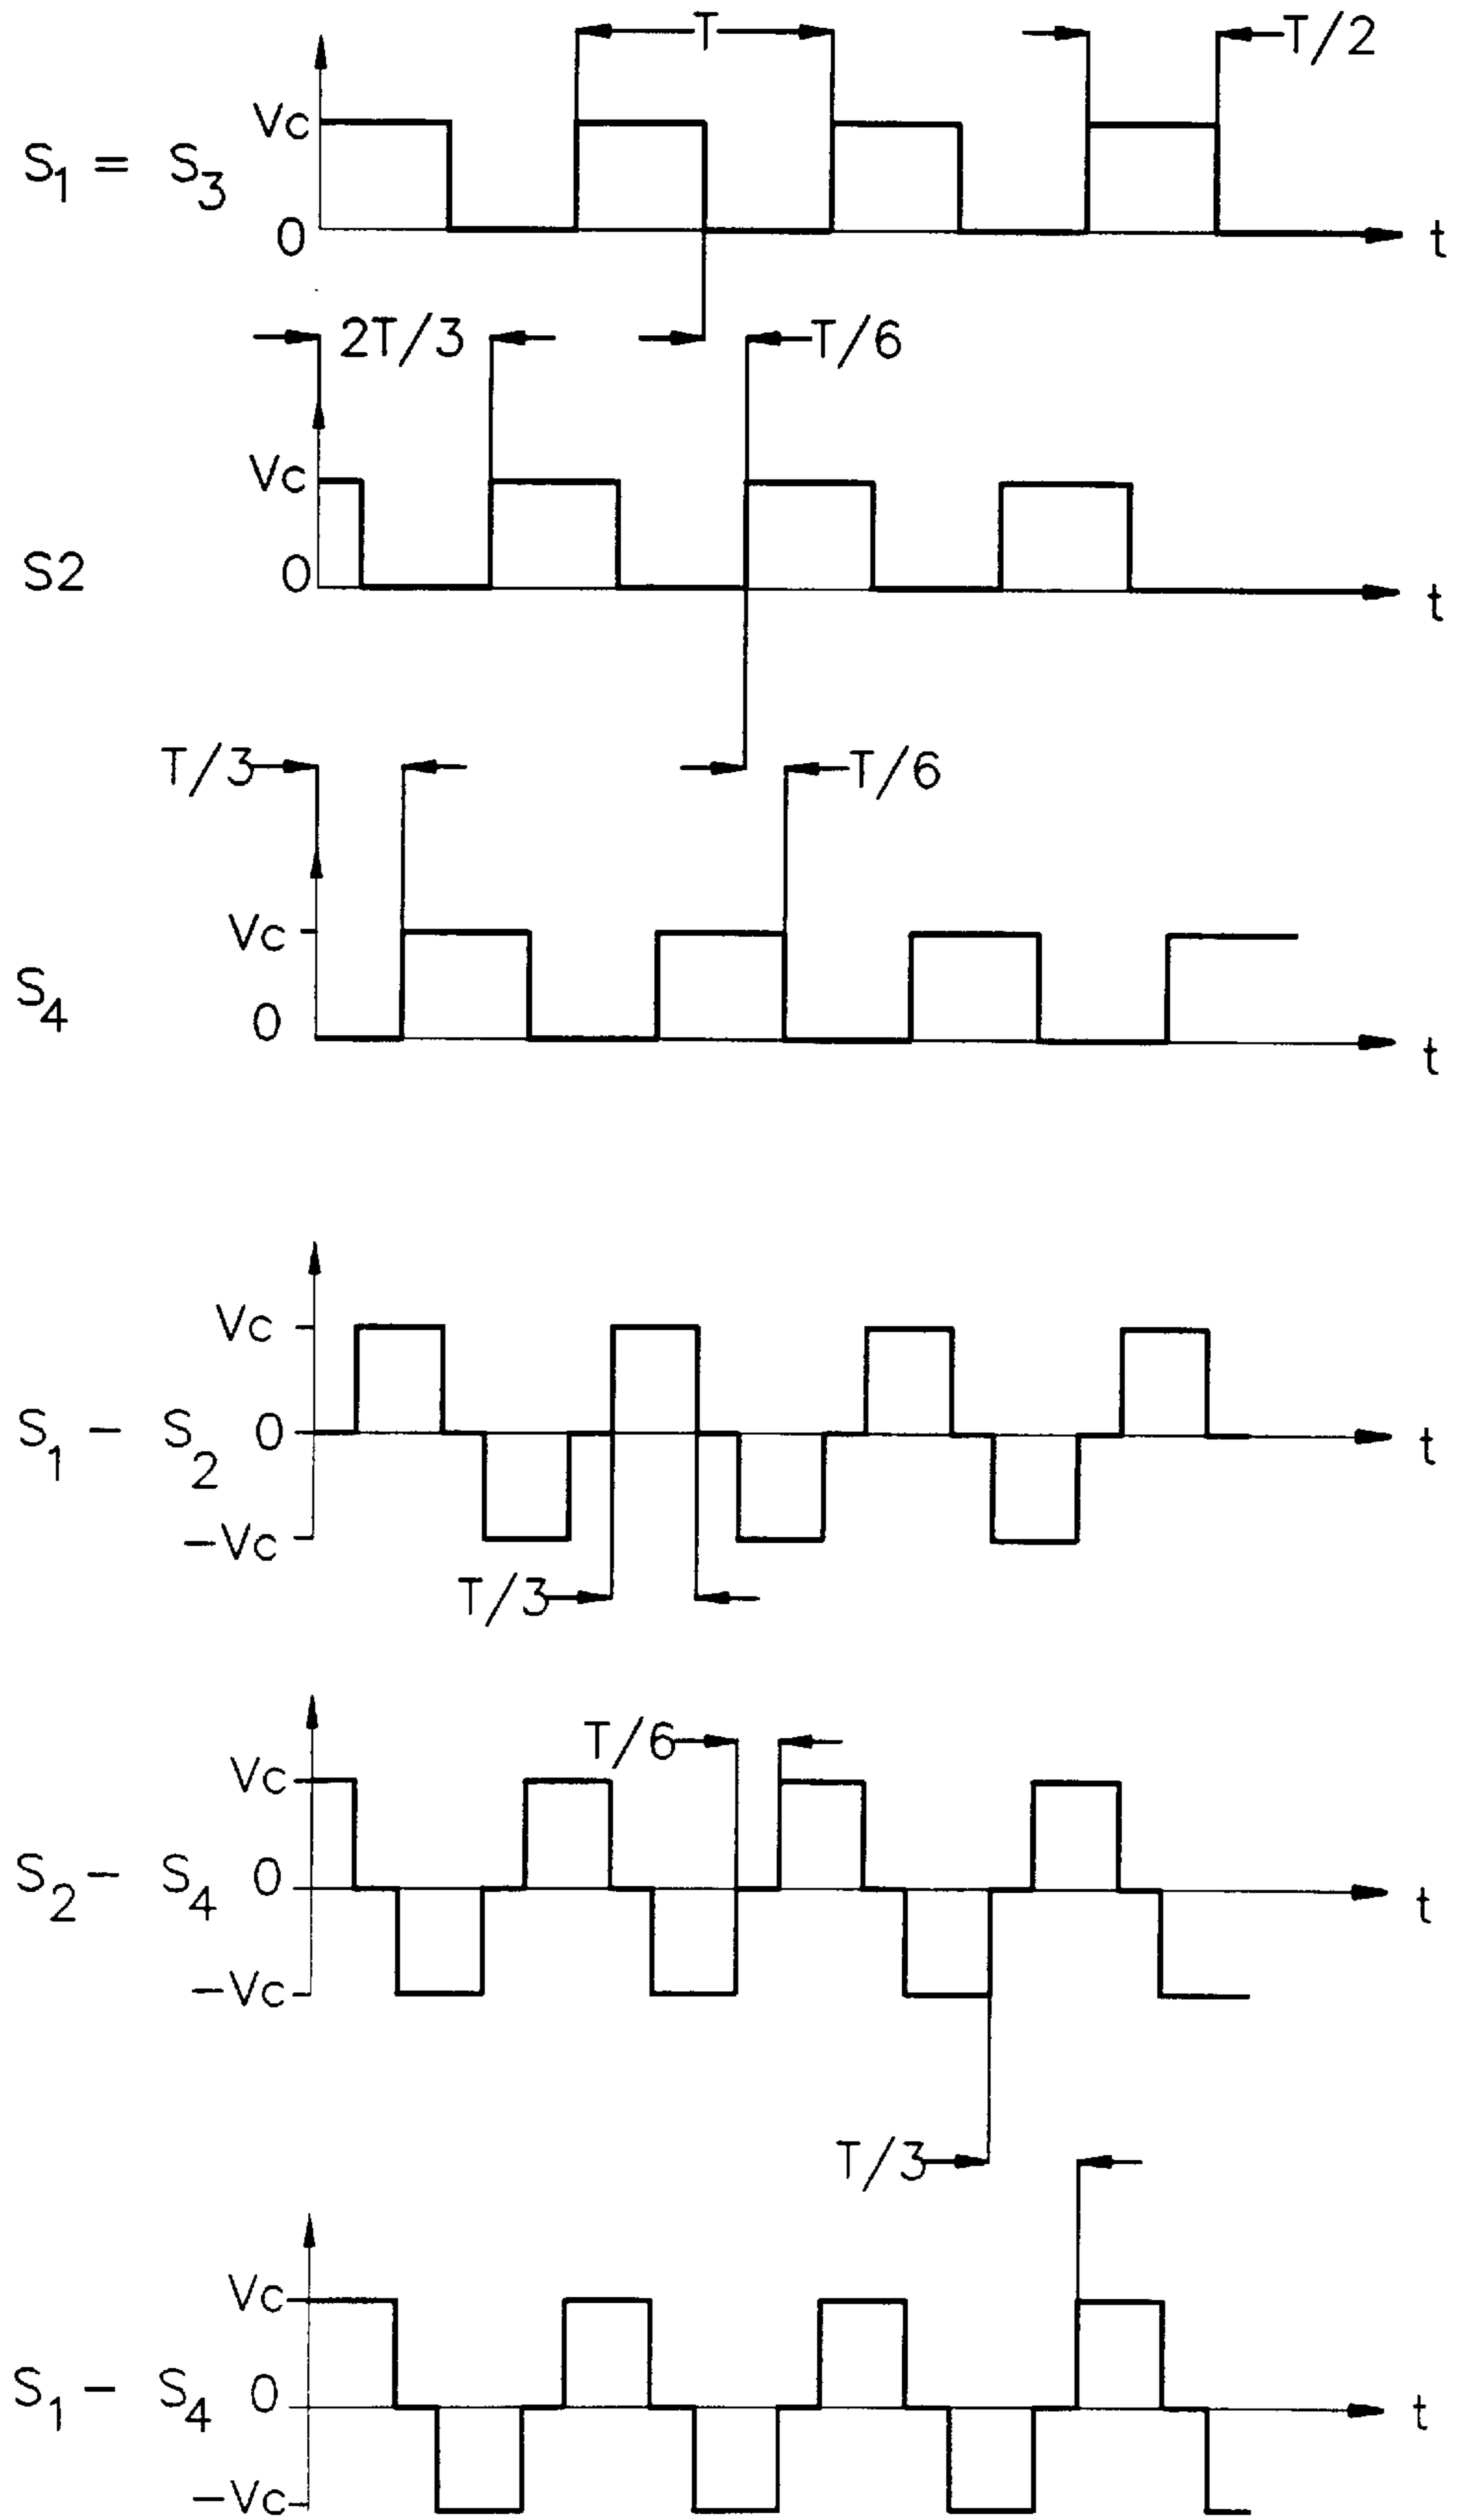 T
T/2
Vc
S1 = S3
0
t
2T/3
T/6
Vc
S2
0
t
T/3
T/6
Vc
S4
0
t
Vc
S1 - S2
0
t
-Vc
T/3
T/6
Vc
S2 - S4
0
t
-Vc
T/3
Vc
S1 - S4
0
t
-Vc